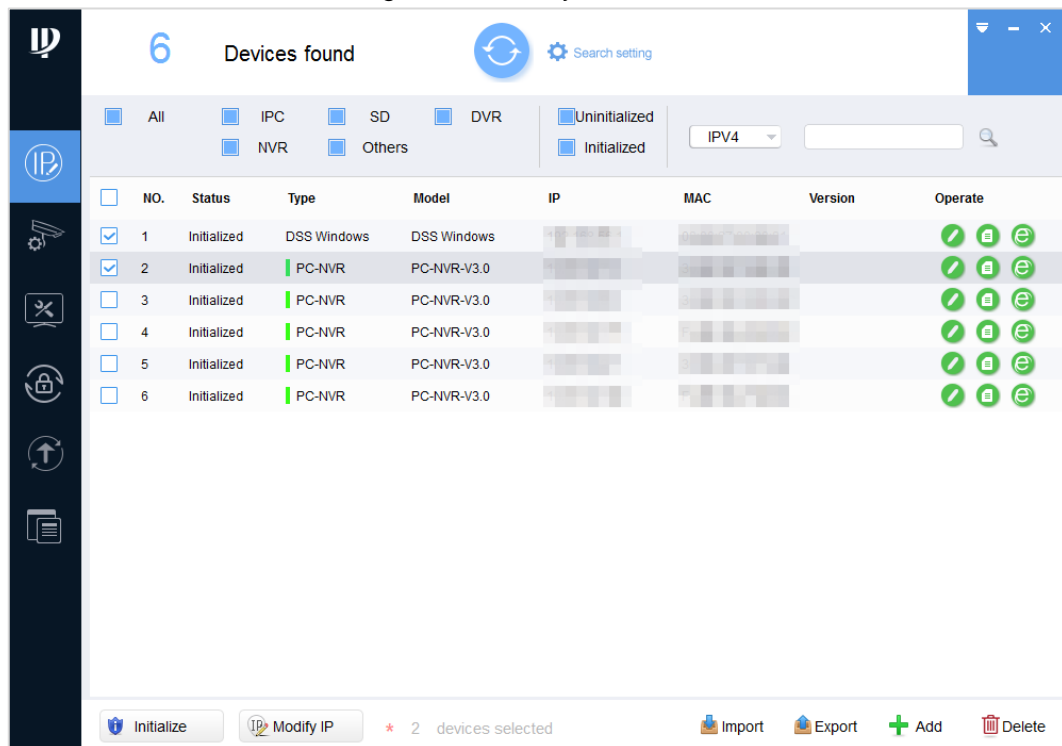 6 Devices found Search setting
All IPC SD DVR Uninitialized
NVR Others Initialized IPV4
NO. Status Type Model IP MAC Version Operate
1 Initialized DSS Windows DSS Windows
2 Initialized PC-NVR PC-NVR-V3.0
3 Initialized PC-NVR PC-NVR-V3.0
4 Initialized PC-NVR PC-NVR-V3.0
5 Initialized PC-NVR PC-NVR-V3.0
6 Initialized PC-NVR PC-NVR-V3.0
Initialize Modify IP * 2 devices selected Import Export Add Delete